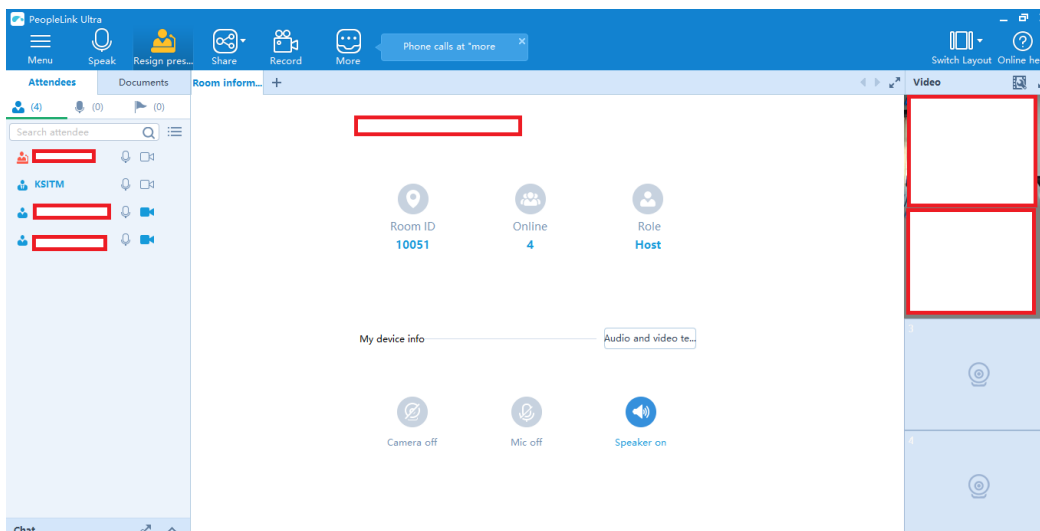 PeopleLink Ultra
Menu
Speak
Resign pres...
Share
Record
More
Phone calls at "more
Switch Layout
Online he
Attendees
Documents
Room inform...
Video
(4)
(0)
(0)
Search attendee
KSITM
Room ID
10051
Online
4
Role
Host
My device info
Audio and video te...
Camera off
Mic off
Speaker on
3
4
Chat